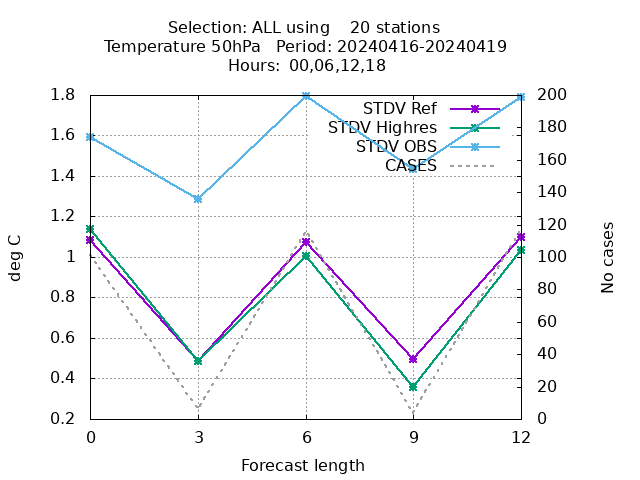 Selection: ALL using    20 stations
Temperature 50hPa   Period: 20240416-20240419
Hours: 00,06,12,18
1.8
1.6
1.4
1.2
1
0.8
0.6
0.4
0.2
deg C
STDV Ref
STDV Highres
STDV OBS
CASES
200
180
160
140
120
100
80
60
40
20
0
No cases
0 3 6 9 12
Forecast length